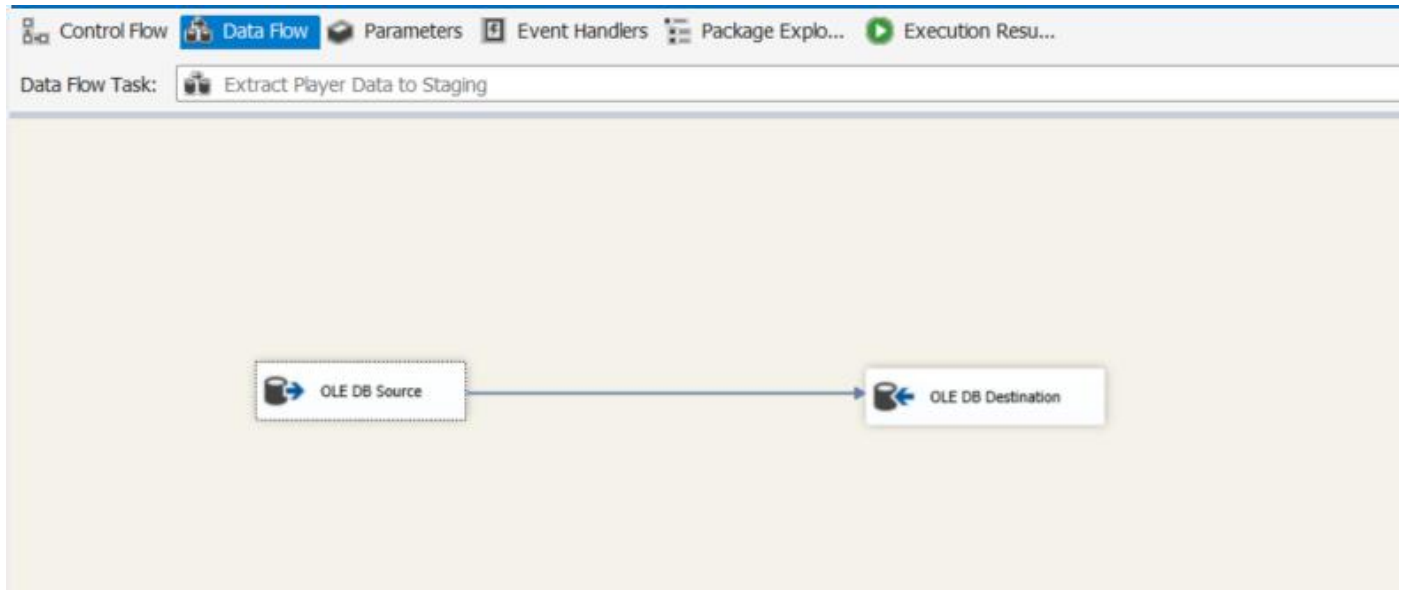 Control Flow Data Flow Parameters Event Handlers Package Explo... Execution Resu...
Data Flow Task: Extract Player Data to Staging
OLE DB Source OLE DB Destination